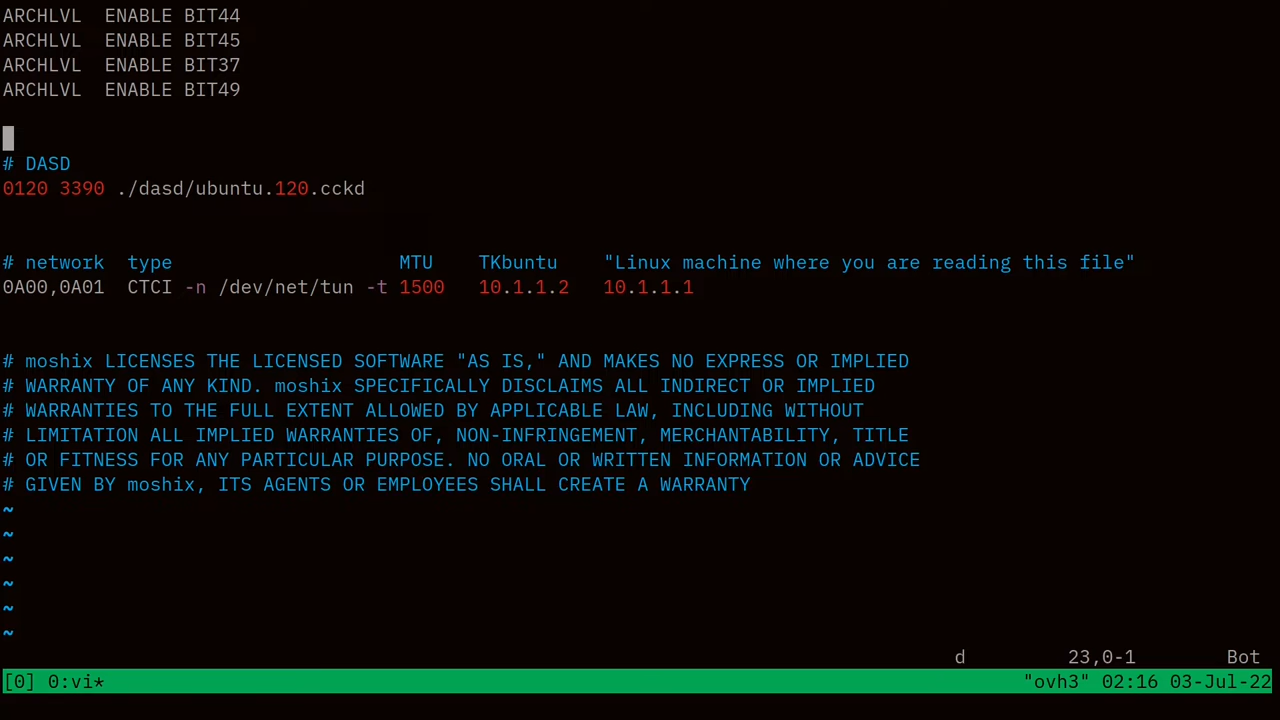 ARCHLVL  ENABLE BIT44
ARCHLVL  ENABLE BIT45
ARCHLVL  ENABLE BIT37
ARCHLVL  ENABLE BIT49
# DASD
0120 3390 ./dasd/ubuntu.120.cckd
# network  type                    MTU    TKbuntu    "Linux machine where you are reading this file"
0A00,0A01  CTCI -n /dev/net/tun -t 1500   10.1.1.2   10.1.1.1
# moshix LICENSES THE LICENSED SOFTWARE "AS IS," AND MAKES NO EXPRESS OR IMPLIED
# WARRANTY OF ANY KIND. moshix SPECIFICALLY DISCLAIMS ALL INDIRECT OR IMPLIED
# WARRANTIES TO THE FULL EXTENT ALLOWED BY APPLICABLE LAW, INCLUDING WITHOUT
# LIMITATION ALL IMPLIED WARRANTIES OF, NON-INFRINGEMENT, MERCHANTABILITY, TITLE
# OR FITNESS FOR ANY PARTICULAR PURPOSE. NO ORAL OR WRITTEN INFORMATION OR ADVICE
# GIVEN BY moshix, ITS AGENTS OR EMPLOYEES SHALL CREATE A WARRANTY
~
~
~
~
~
~
d         23,0-1        Bot
[0] 0:vi*    "ovh3" 02:16 03-Jul-22